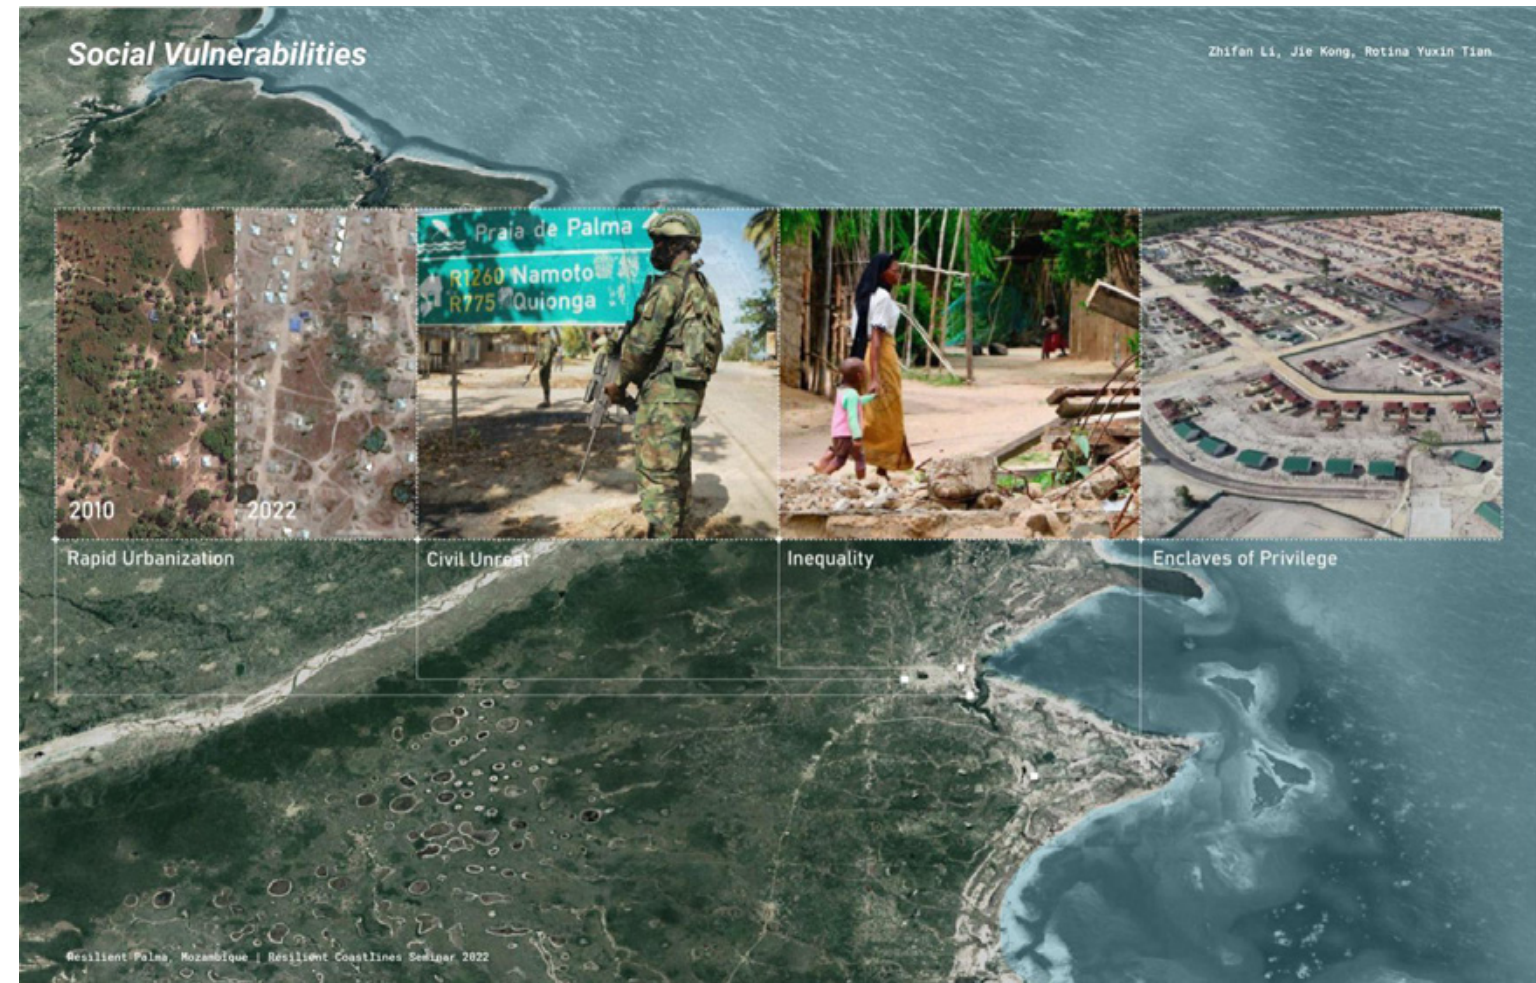 Social Vulnerabilities
Zhifan Li, Jie Kong, Rotina Yuxin Tian
Praia de Palma
R1260 Namoto
R775 Quionga
2010
2022
Rapid Urbanization
Civil Unrest
Inequality
Enclaves of Privilege
Resilient Palma, Mozambique | Resilient Coastlines Seminar 2022